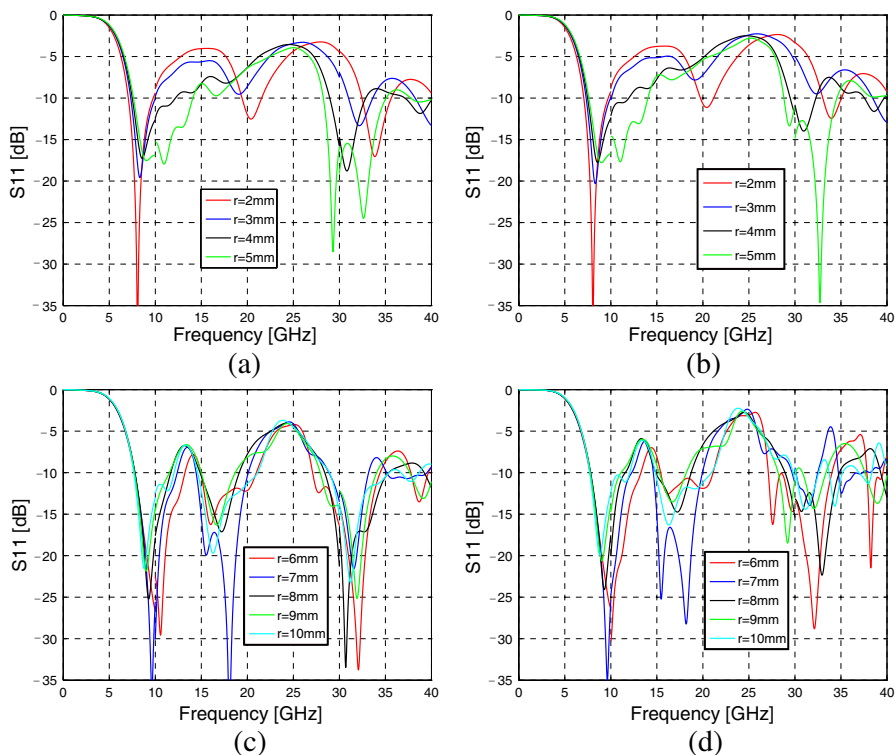 0
−5
−10
−15
−20
−25
−30
−35
S11 [dB]
r=2mm
r=3mm
r=4mm
r=5mm
0 5 10 15 20 25 30 35 40
Frequency [GHz]
(a)
0
−5
−10
−15
−20
−25
−30
−35
S11 [dB]
r=2mm
r=3mm
r=4mm
r=5mm
0 5 10 15 20 25 30 35 40
Frequency [GHz]
(b)
0
−5
−10
−15
−20
−25
−30
−35
S11 [dB]
r=6mm
r=7mm
r=8mm
r=9mm
r=10mm
0 5 10 15 20 25 30 35 40
Frequency [GHz]
(c)
0
−5
−10
−15
−20
−25
−30
−35
S11 [dB]
r=6mm
r=7mm
r=8mm
r=9mm
r=10mm
0 5 10 15 20 25 30 35 40
Frequency [GHz]
(d)